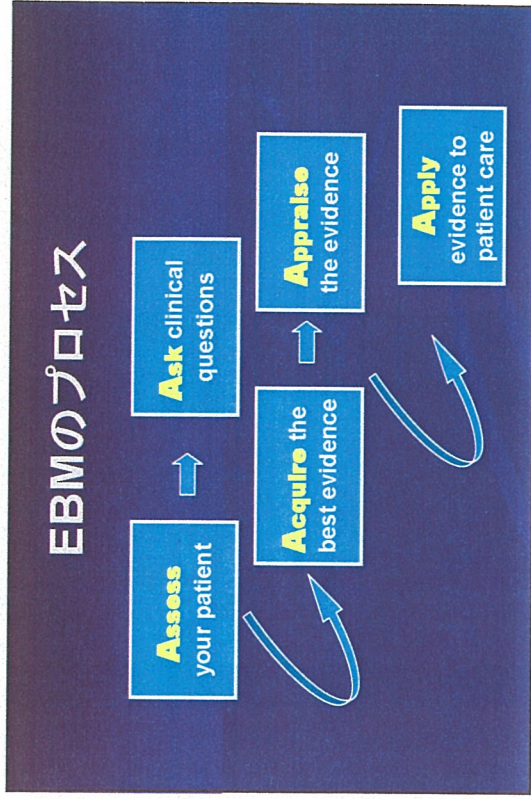 EBMのプロセス
Assess
your patient
Ask clinical
questions
Acquire the
best evidence
Appraise
the evidence
Apply
evidence to
patient care